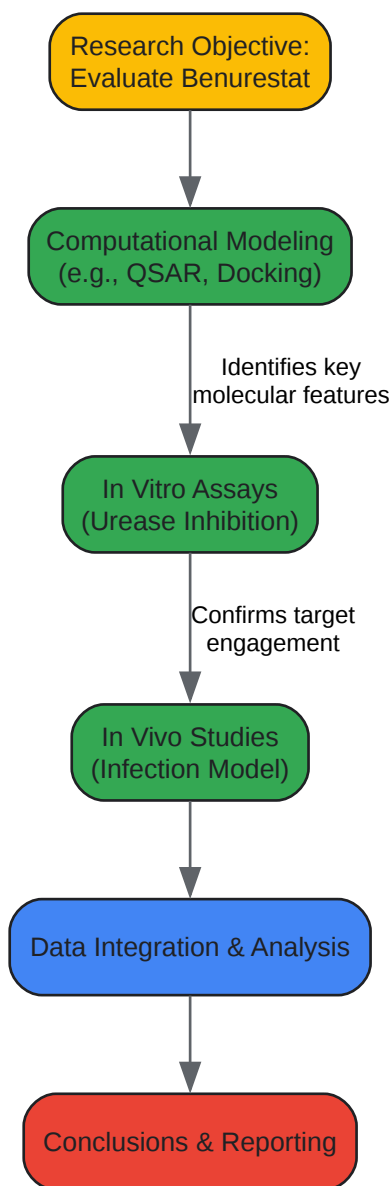 Research Objective:
Evaluate Benurestat
Computational Modeling
(e.g., QSAR, Docking)
Identifies key
molecular features
In Vitro Assays
(Urease Inhibition)
Confirms target
engagement
In Vivo Studies
(Infection Model)
Data Integration & Analysis
Conclusions & Reporting